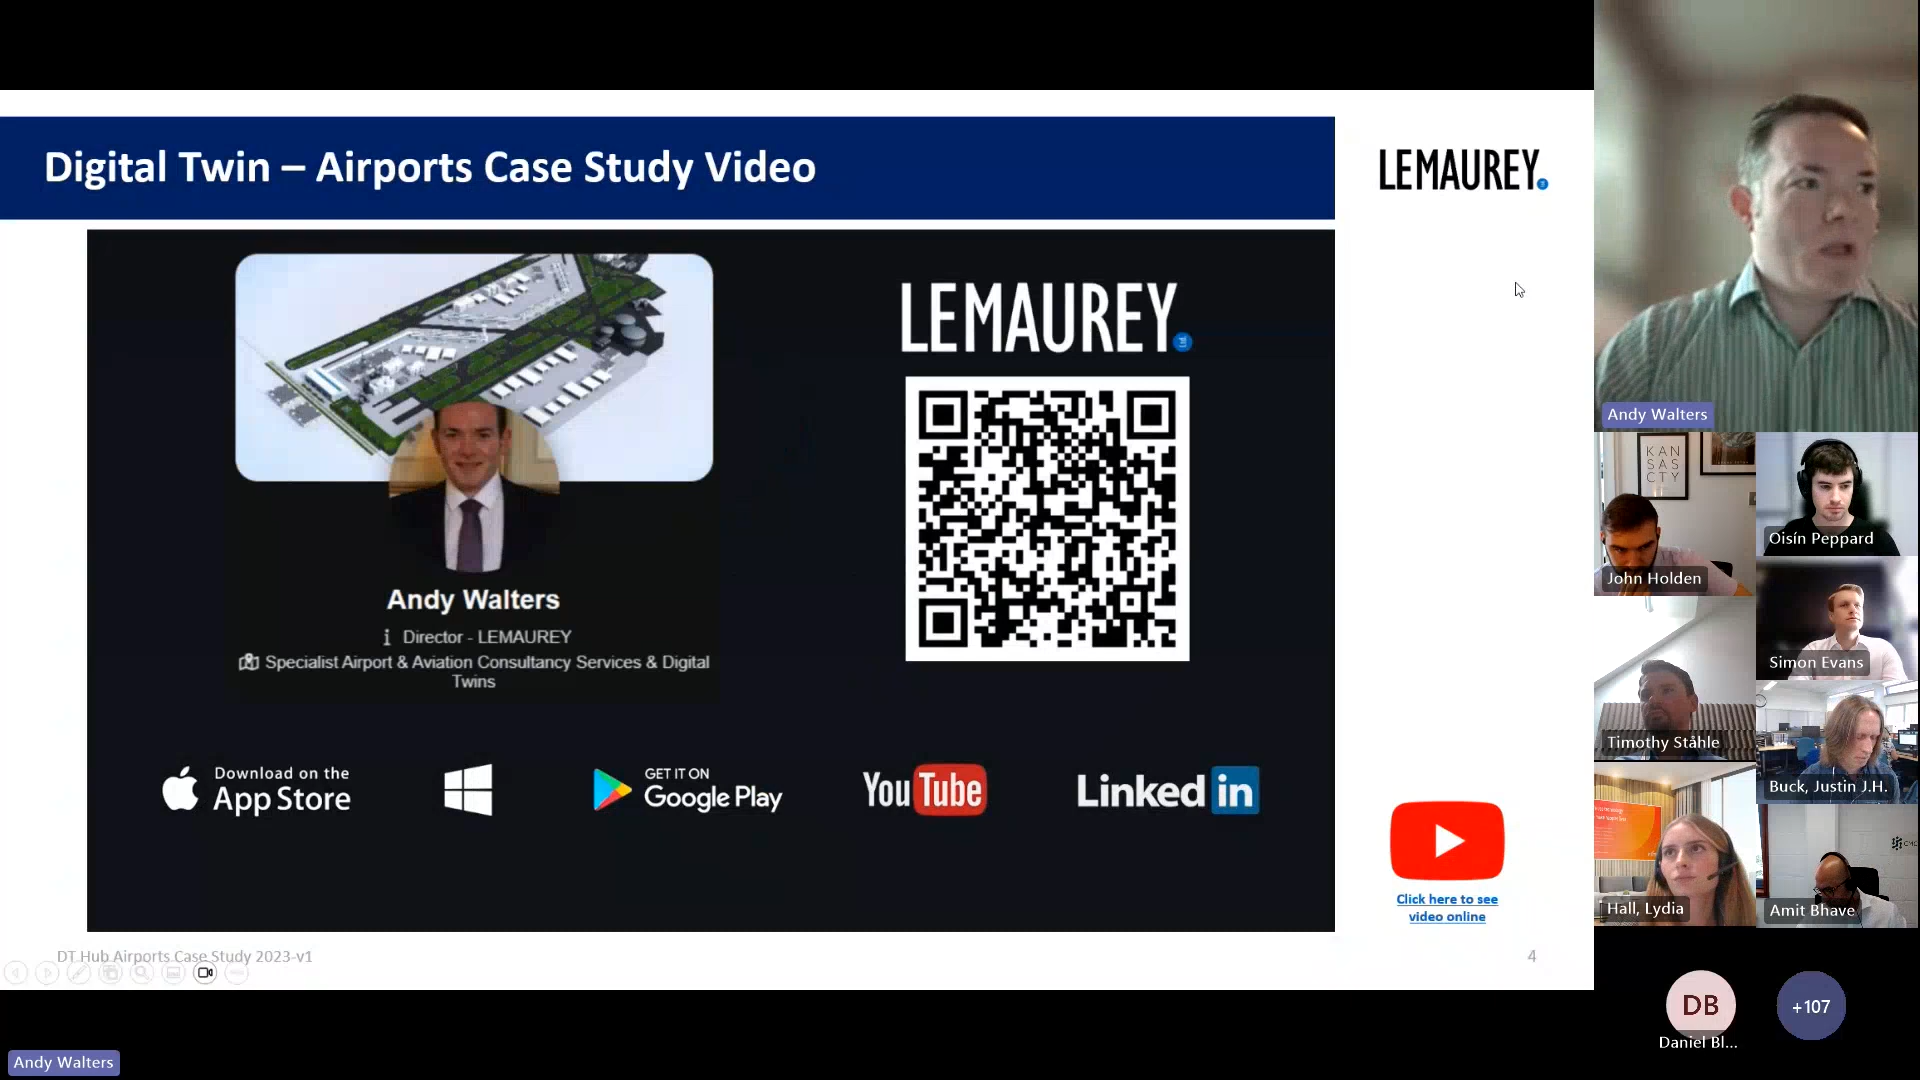 Digital Twin – Airports Case Study Video
LEMAUREY.
LEMAUREY.
Andy Walters
Director - LEMAUREY
Specialist Airport & Aviation Consultancy Services & Digital
Twins
Download on the
App Store
GET IT ON
Google Play
YouTube
Linked in
Click here to see
video online
DT Hub Airports Case Study 2023-v1
4
Andy Walters
KAN
SAS
CTY
John Holden
Oisín Peppard
Simon Evans
Timothy Ståhle
Buck, Justin J.H.
Hall, Lydia
Amit Bhave
DB
Daniel Bl...
+107
Andy Walters